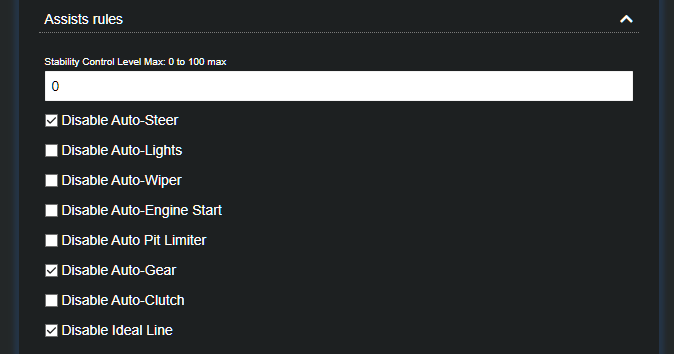 Assists rules
Stability Control Level Max: 0 to 100 max
0
Disable Auto-Steer
Disable Auto-Lights
Disable Auto-Wiper
Disable Auto-Engine Start
Disable Auto Pit Limiter
Disable Auto-Gear
Disable Auto-Clutch
Disable Ideal Line